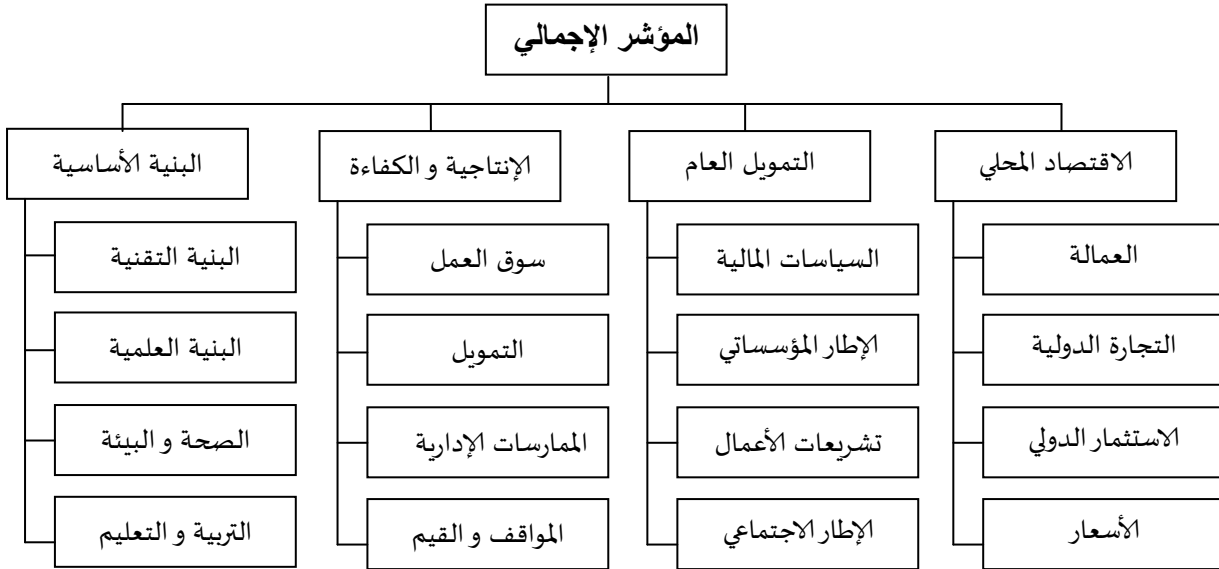 المؤشر الإجمالي
الاقتصاد المحلي
التمويل العام
الإنتاجية و الكفاءة
البنية الأساسية
العمالة
السياسات المالية
سوق العمل
البنية التقنية
التجارة الدولية
الإطار المؤسساتي
التمويل
البنية العلمية
الاستثمار الدولي
تشريعات الأعمال
الممارسات الإدارية
الصحة و البيئة
الأسعار
الإطار الاجتماعي
المواقف و القيم
التربية و التعليم